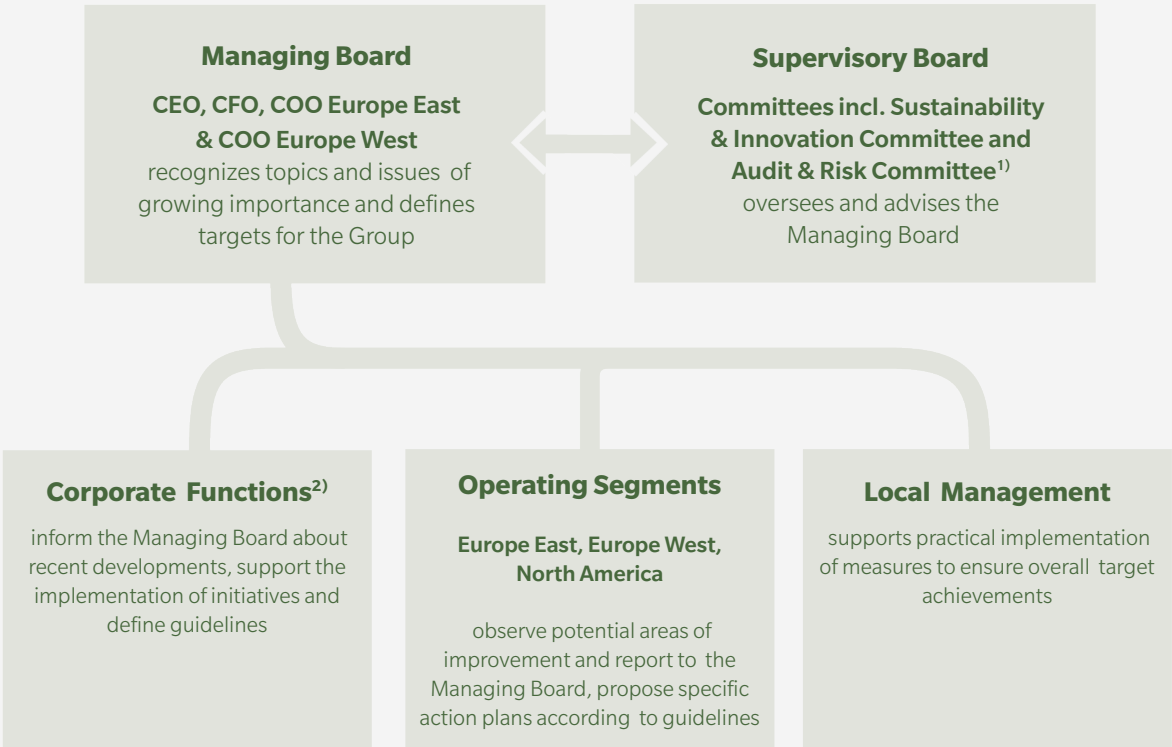 Managing Board
CEO, CFO, COO Europe East
& COO Europe West
recognizes topics and issues of
growing importance and defines
targets for the Group
Supervisory Board
Committees incl. Sustainability
& Innovation Committee and
Audit & Risk Committee¹⁾
oversees and advises the
Managing Board
Corporate Functions²⁾
inform the Managing Board about
recent developments, support the
implementation of initiatives and
define guidelines
Operating Segments
Europe East, Europe West,
North America
observe potential areas of
improvement and report to the
Managing Board, propose specific
action plans according to guidelines
Local Management
supports practical implementation
of measures to ensure overall target
achievements